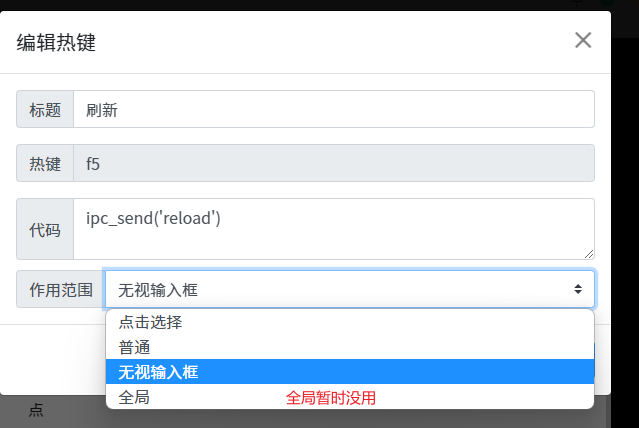 编辑热键
标题 刷新
热键 f5
代码 ipc_send('reload')
作用范围 无视输入框
点击选择
普通
无视输入框
全局 全局暂时没用
点